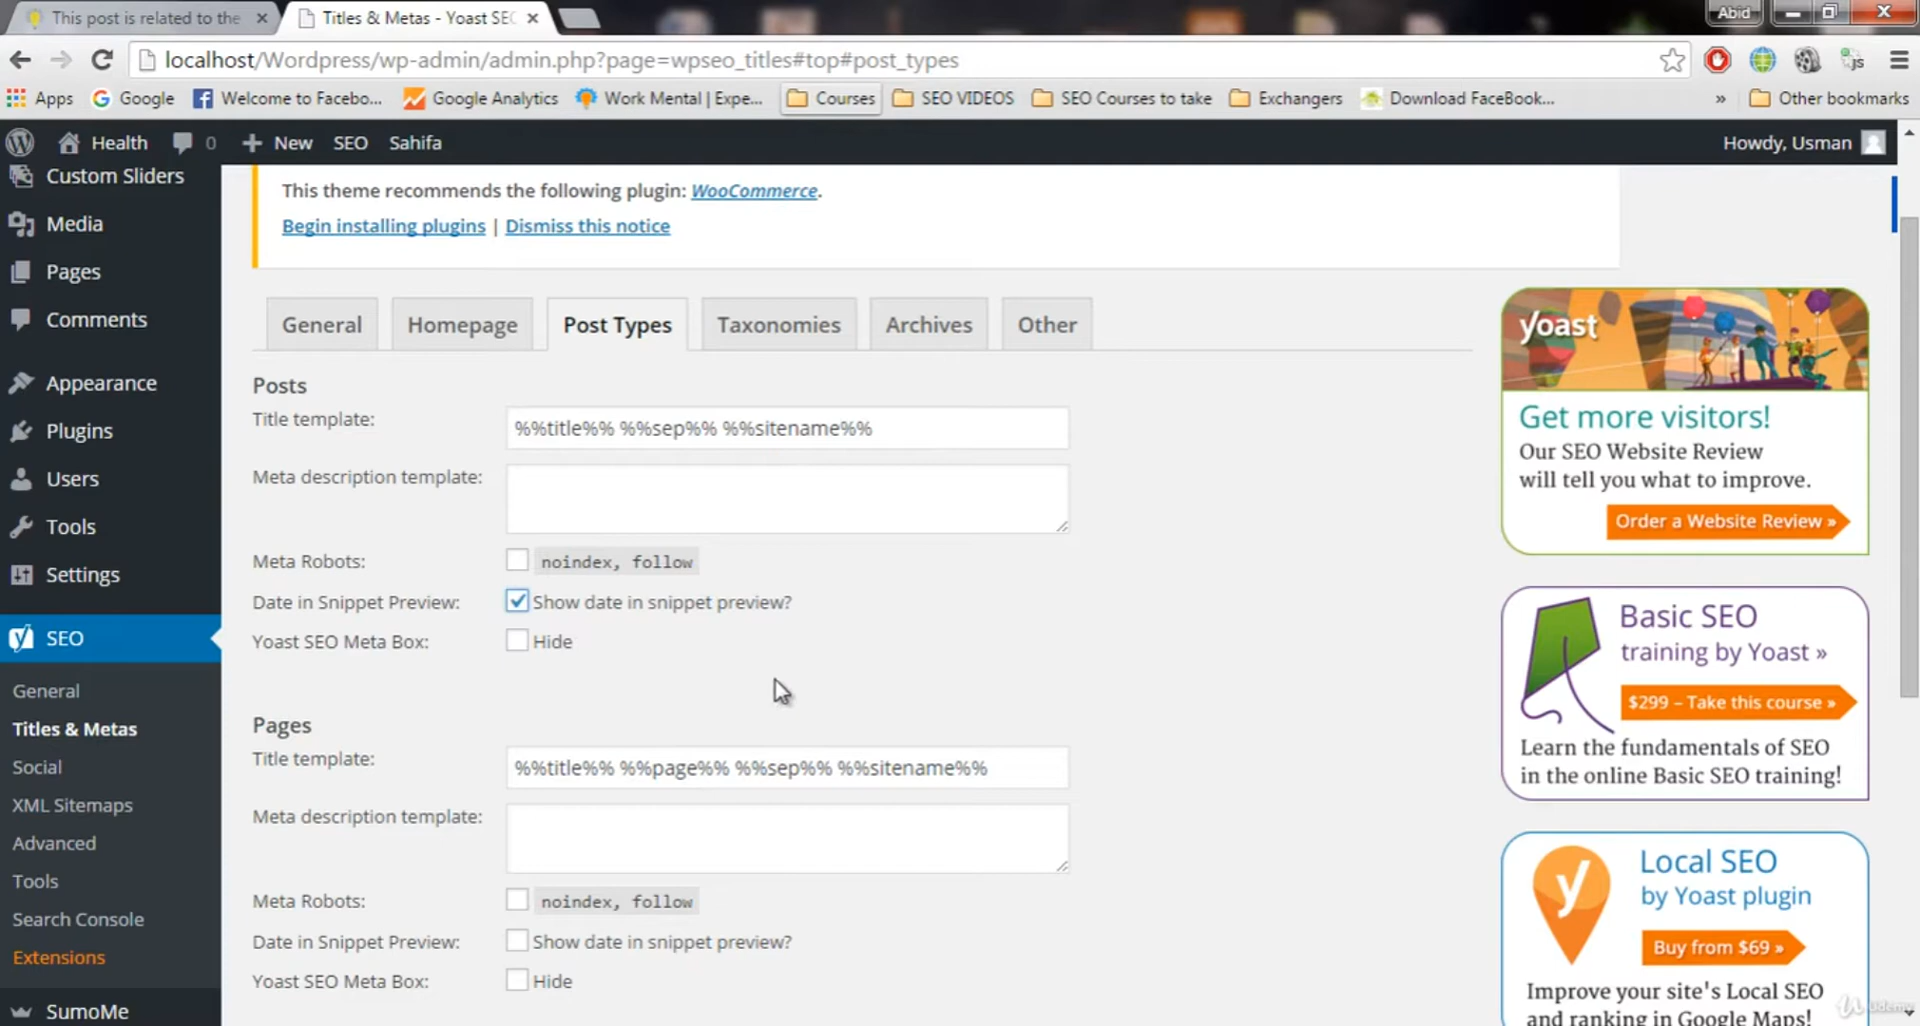 This post is related to the
Titles & Metas - Yoast SEO
Abid
localhost/Wordpress/wp-admin/admin.php?page=wpseo_titles#top#post_types
js
Apps
Google
Welcome to Facebo...
Google Analytics
Work Mental | Expe...
Courses
SEO VIDEOS
SEO Courses to take
Exchangers
Download FaceBook...
»
Other bookmarks
Health
0
New
SEO
Sahifa
Howdy, Usman
Custom Sliders
Media
Pages
Comments
Appearance
Plugins
Users
Tools
Settings
SEO
General
Titles & Metas
Social
XML Sitemaps
Advanced
Tools
Search Console
Extensions
SumoMe
This theme recommends the following plugin: WooCommerce.
Begin installing plugins | Dismiss this notice
General
Homepage
Post Types
Taxonomies
Archives
Other
Posts
Title template:
%%title%% %%sep%% %%sitename%%
Meta description template:
Meta Robots:
noindex, follow
Date in Snippet Preview:
Show date in snippet preview?
Yoast SEO Meta Box:
Hide
Pages
Title template:
%%title%% %%page%% %%sep%% %%sitename%%
Meta description template:
Meta Robots:
noindex, follow
Date in Snippet Preview:
Show date in snippet preview?
Yoast SEO Meta Box:
Hide
yoast
Get more visitors!
Our SEO Website Review
will tell you what to improve.
Order a Website Review »
Basic SEO
training by Yoast »
$299 – Take this course »
Learn the fundamentals of SEO
in the online Basic SEO training!
Local SEO
by Yoast plugin
Buy from $69 »
Improve your site's Local SEO
and ranking in Google Maps!
Udemy